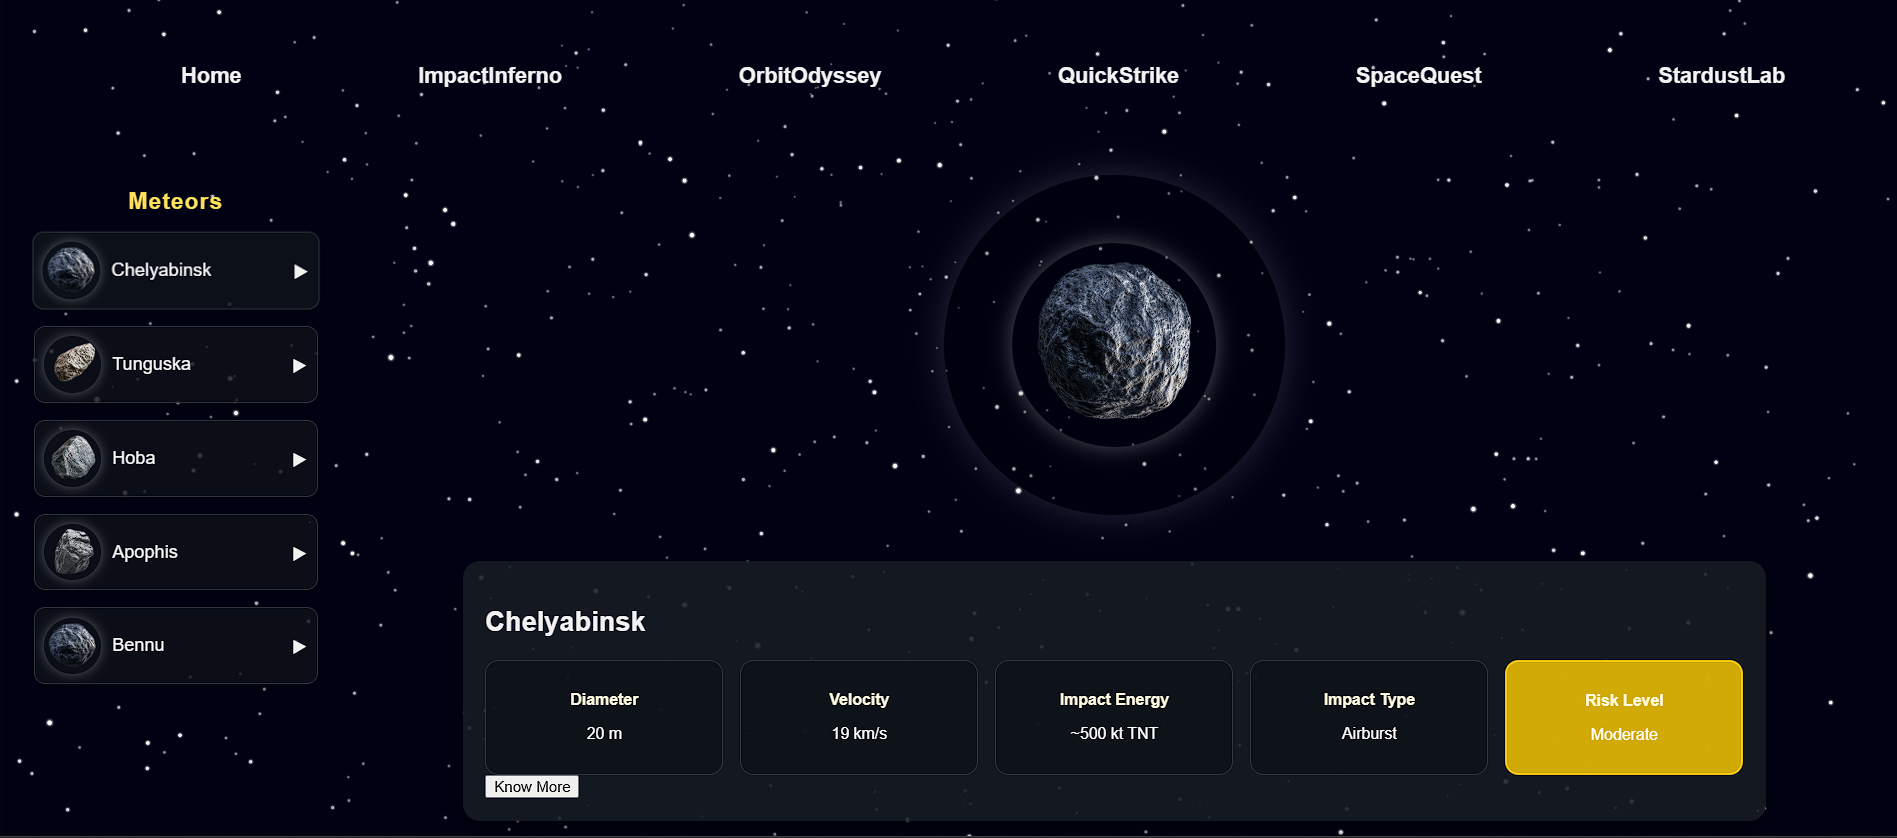 Home ImpactInferno OrbitOdyssey QuickStrike SpaceQuest StardustLab
Meteors
Chelyabinsk ▶
Tunguska ▶
Hoba ▶
Apophis ▶
Bennu ▶
Chelyabinsk
Diameter
20 m
Velocity
19 km/s
Impact Energy
~500 kt TNT
Impact Type
Airburst
Risk Level
Moderate
Know More